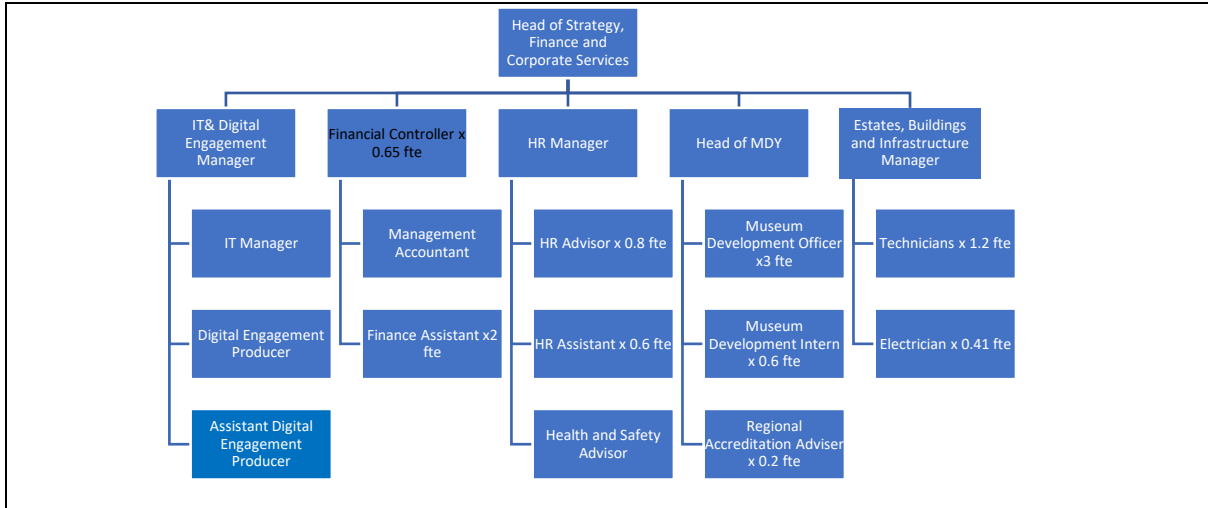 Head of Strategy,
Finance and
Corporate Services
IT& Digital
Engagement
Manager
Financial Controller x
0.65 fte
HR Manager
Head of MDY
Estates, Buildings
and Infrastructure
Manager
IT Manager
Management
Accountant
HR Advisor x 0.8 fte
Museum
Development Officer
x3 fte
Technicians x 1.2 fte
Digital Engagement
Producer
Finance Assistant x2
fte
HR Assistant x 0.6 fte
Museum
Development Intern
x 0.6 fte
Electrician x 0.41 fte
Assistant Digital
Engagement
Producer
Health and Safety
Advisor
Regional
Accreditation Adviser
x 0.2 fte